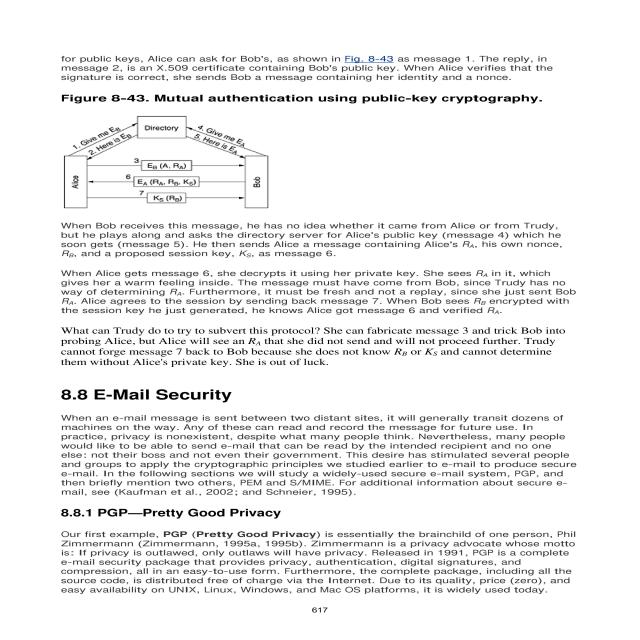 for public keys, Alice can ask for Bob's, as shown in Fig. 8-43 as message 1. The reply, in
message 2, is an X.509 certificate containing Bob's public key. When Alice verifies that the
signature is correct, she sends Bob a message containing her identity and a nonce.
Figure 8-43. Mutual authentication using public-key cryptography.
Directory
1. Give me EB
2. Here is EB
4. Give me EA
5. Here is EA
Alice
3
EB (A, RA)
6
EA (RA, RB, KS)
7
KS (RB)
Bob
When Bob receives this message, he has no idea whether it came from Alice or from Trudy,
but he plays along and asks the directory server for Alice's public key (message 4) which he
soon gets (message 5). He then sends Alice a message containing Alice's RA, his own nonce,
RB, and a proposed session key, KS, as message 6.
When Alice gets message 6, she decrypts it using her private key. She sees RA in it, which
gives her a warm feeling inside. The message must have come from Bob, since Trudy has no
way of determining RA. Furthermore, it must be fresh and not a replay, since she just sent Bob
RA. Alice agrees to the session by sending back message 7. When Bob sees RB encrypted with
the session key he just generated, he knows Alice got message 6 and verified RA.
What can Trudy do to try to subvert this protocol? She can fabricate message 3 and trick Bob into
probing Alice, but Alice will see an RA that she did not send and will not proceed further. Trudy
cannot forge message 7 back to Bob because she does not know RB or KS and cannot determine
them without Alice's private key. She is out of luck.
8.8 E-Mail Security
When an e-mail message is sent between two distant sites, it will generally transit dozens of
machines on the way. Any of these can read and record the message for future use. In
practice, privacy is nonexistent, despite what many people think. Nevertheless, many people
would like to be able to send e-mail that can be read by the intended recipient and no one
else: not their boss and not even their government. This desire has stimulated several people
and groups to apply the cryptographic principles we studied earlier to e-mail to produce secure
e-mail. In the following sections we will study a widely-used secure e-mail system, PGP, and
then briefly mention two others, PEM and S/MIME. For additional information about secure e-
mail, see (Kaufman et al., 2002; and Schneier, 1995).
8.8.1 PGP—Pretty Good Privacy
Our first example, PGP (Pretty Good Privacy) is essentially the brainchild of one person, Phil
Zimmermann (Zimmermann, 1995a, 1995b). Zimmermann is a privacy advocate whose motto
is: If privacy is outlawed, only outlaws will have privacy. Released in 1991, PGP is a complete
e-mail security package that provides privacy, authentication, digital signatures, and
compression, all in an easy-to-use form. Furthermore, the complete package, including all the
source code, is distributed free of charge via the Internet. Due to its quality, price (zero), and
easy availability on UNIX, Linux, Windows, and Mac OS platforms, it is widely used today.
617